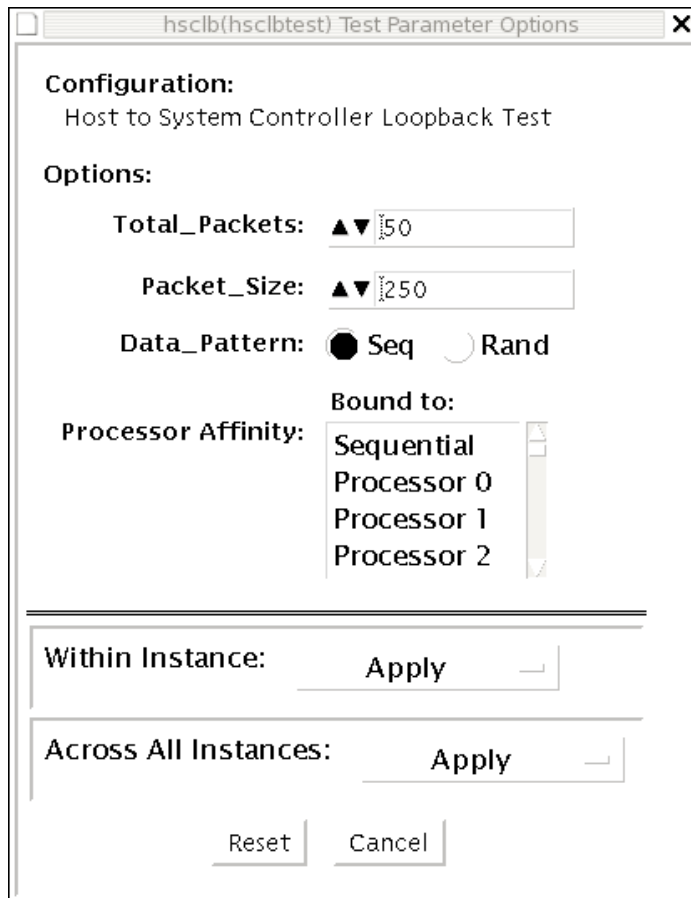 hsclb(hsclbtest) Test Parameter Options
Configuration:
Host to System Controller Loopback Test
Options:
Total_Packets: 50
Packet_Size: 250
Data_Pattern: Seq Rand
Bound to:
Processor Affinity:
Sequential
Processor 0
Processor 1
Processor 2
Within Instance: Apply
Across All Instances: Apply
Reset Cancel